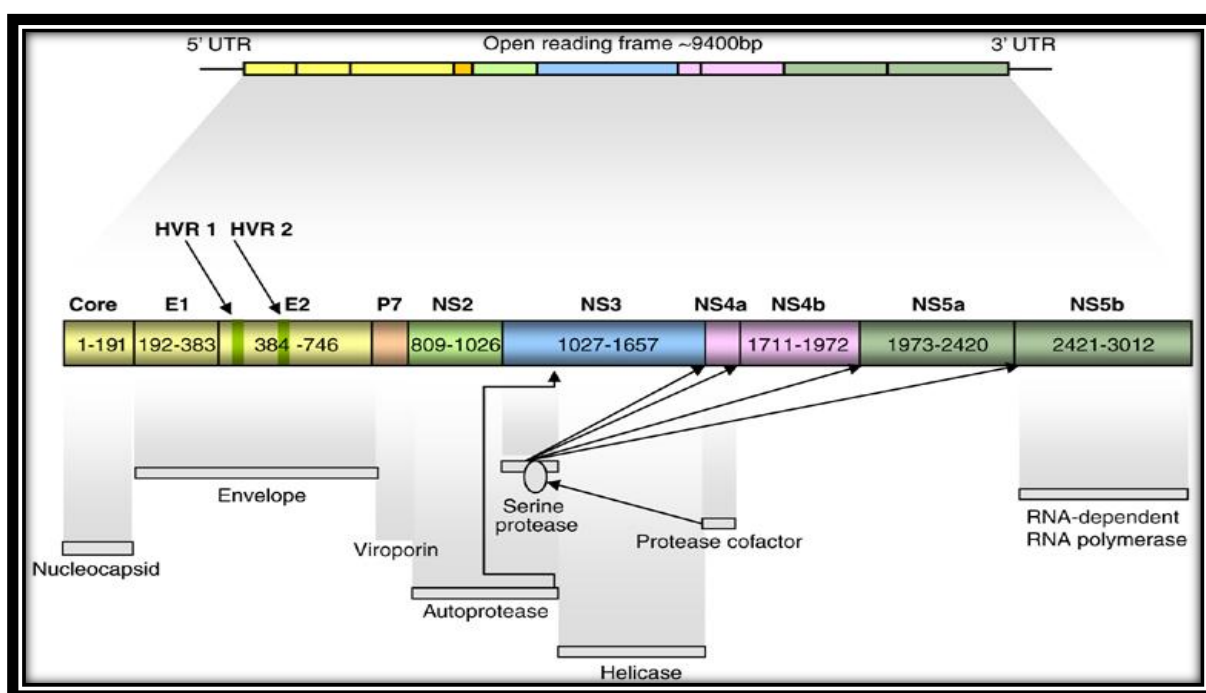 5' UTR Open reading frame ~9400bp 3' UTR
HVR 1 HVR 2
Core E1 E2 P7 NS2 NS3 NS4a NS4b NS5a NS5b
1-191 192-383 384 -746 809-1026 1027-1657 1711-1972 1973-2420 2421-3012
Envelope
Serine
protease
Protease cofactor
RNA-dependent
RNA polymerase
Viroporin
Nucleocapsid
Autoprotease
Helicase